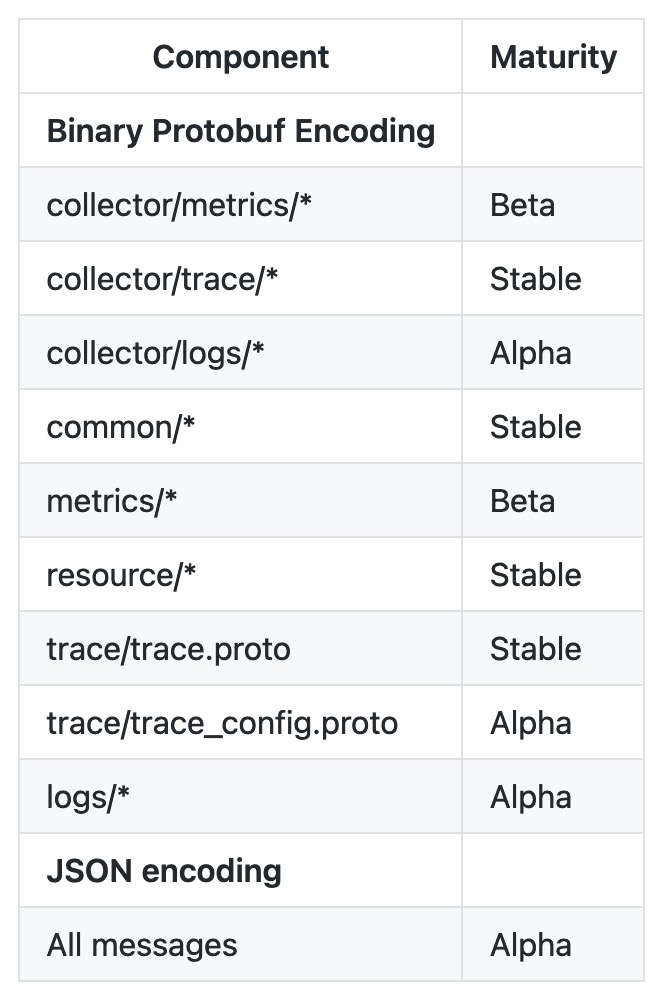 Component Maturity
Binary Protobuf Encoding
collector/metrics/* Beta
collector/trace/* Stable
collector/logs/* Alpha
common/* Stable
metrics/* Beta
resource/* Stable
trace/trace.proto Stable
trace/trace_config.proto Alpha
logs/* Alpha
JSON encoding
All messages Alpha